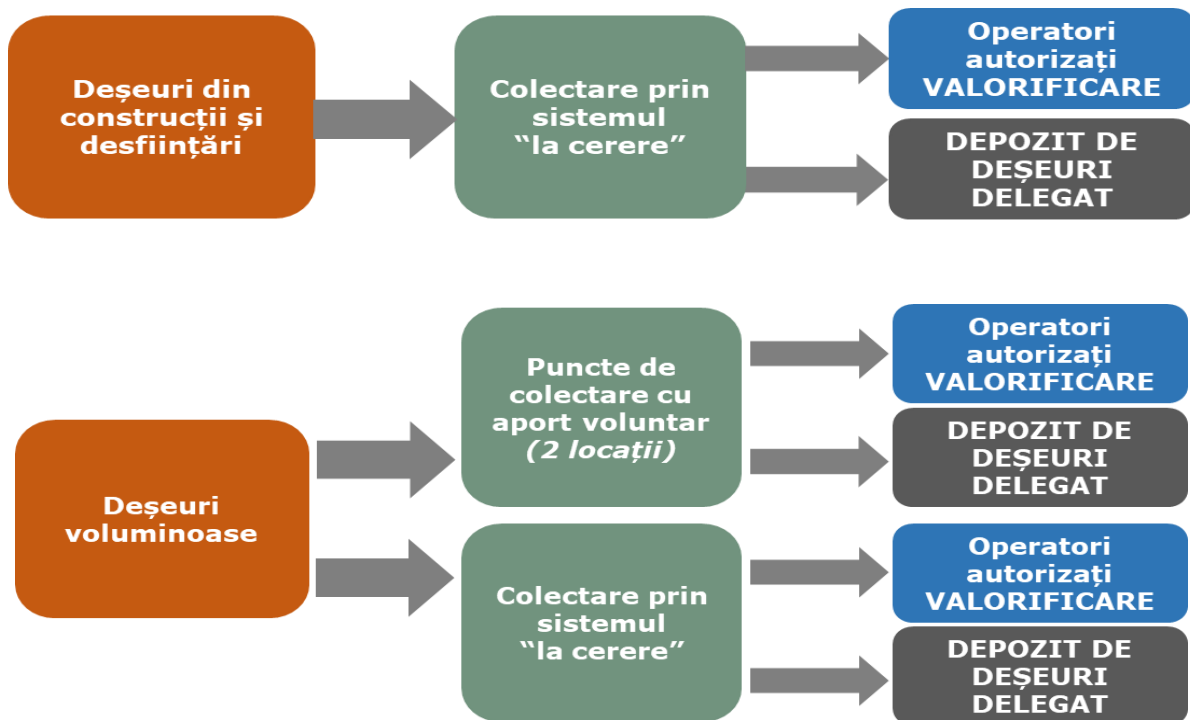 Deșeuri din
construcții și
desființări
Colectare prin
sistemul
“la cerere”
Operatori
autorizați
VALORIFICARE
DEPOZIT DE
DEȘEURI
DELEGAT
Deșeuri
voluminoase
Puncte de
colectare cu
aport voluntar
(2 locații)
Operatori
autorizați
VALORIFICARE
DEPOZIT DE
DEȘEURI
DELEGAT
Colectare prin
sistemul
“la cerere”
Operatori
autorizați
VALORIFICARE
DEPOZIT DE
DEȘEURI
DELEGAT